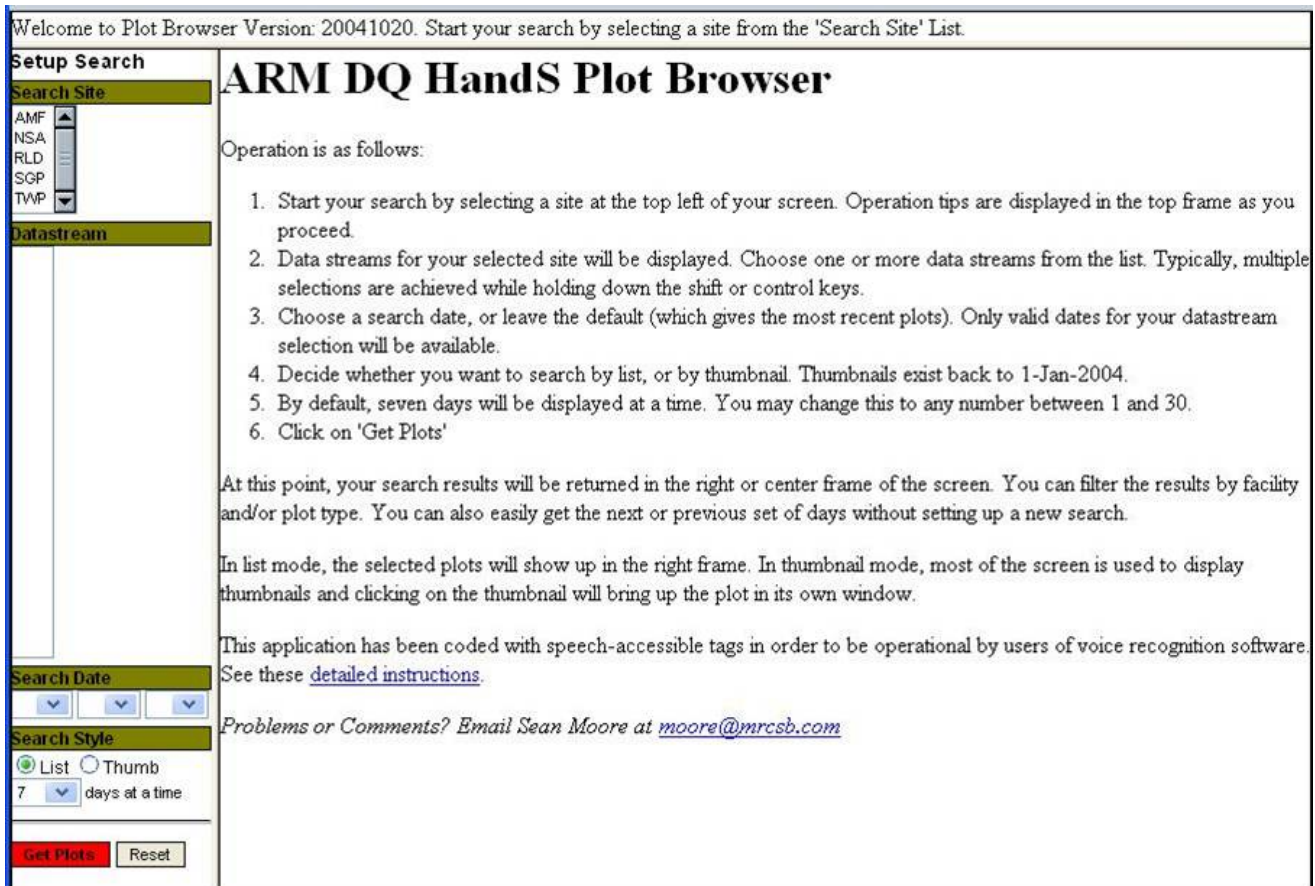 Welcome to Plot Browser Version: 20041020. Start your search by selecting a site from the 'Search Site' List.
Setup Search
Search Site
AMF
NSA
RLD
SGP
TWP
Datastream
Search Date
Search Style
List Thumb
7 days at a time
Get Plots Reset
ARM DQ HandS Plot Browser
Operation is as follows:
1. Start your search by selecting a site at the top left of your screen. Operation tips are displayed in the top frame as you
proceed.
2. Data streams for your selected site will be displayed. Choose one or more data streams from the list. Typically, multiple
selections are achieved while holding down the shift or control keys.
3. Choose a search date, or leave the default (which gives the most recent plots). Only valid dates for your datastream
selection will be available.
4. Decide whether you want to search by list, or by thumbnail. Thumbnails exist back to 1-Jan-2004.
5. By default, seven days will be displayed at a time. You may change this to any number between 1 and 30.
6. Click on 'Get Plots'
At this point, your search results will be returned in the right or center frame of the screen. You can filter the results by facility
and/or plot type. You can also easily get the next or previous set of days without setting up a new search.
In list mode, the selected plots will show up in the right frame. In thumbnail mode, most of the screen is used to display
thumbnails and clicking on the thumbnail will bring up the plot in its own window.
This application has been coded with speech-accessible tags in order to be operational by users of voice recognition software.
See these detailed instructions.
Problems or Comments? Email Sean Moore at moore@mrcsb.com